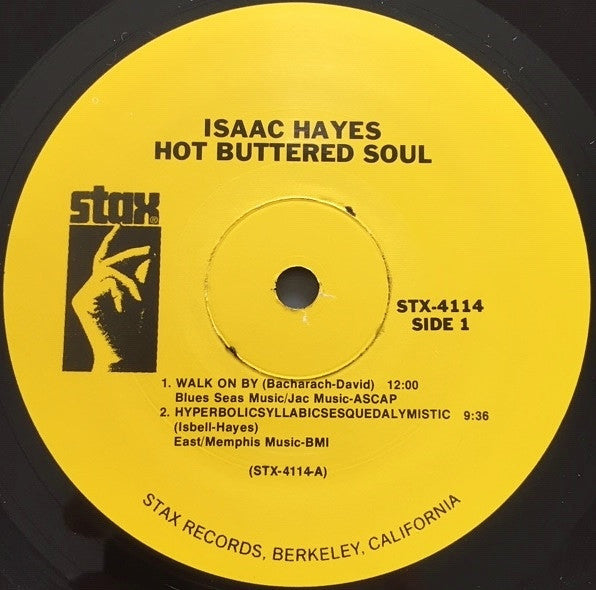 ISAAC HAYES
HOT BUTTERED SOUL
stax®
STX-4114
SIDE 1
1. WALK ON BY (Bacharach-David) 12:00
Blues Seas Music/Jac Music-ASCAP
2. HYPERBOLICSYLLABICSESQUEDALYMISTIC 9:36
(Isbell-Hayes)
East/Memphis Music-BMI
(STX-4114-A)
STAX RECORDS, BERKELEY, CALIFORNIA